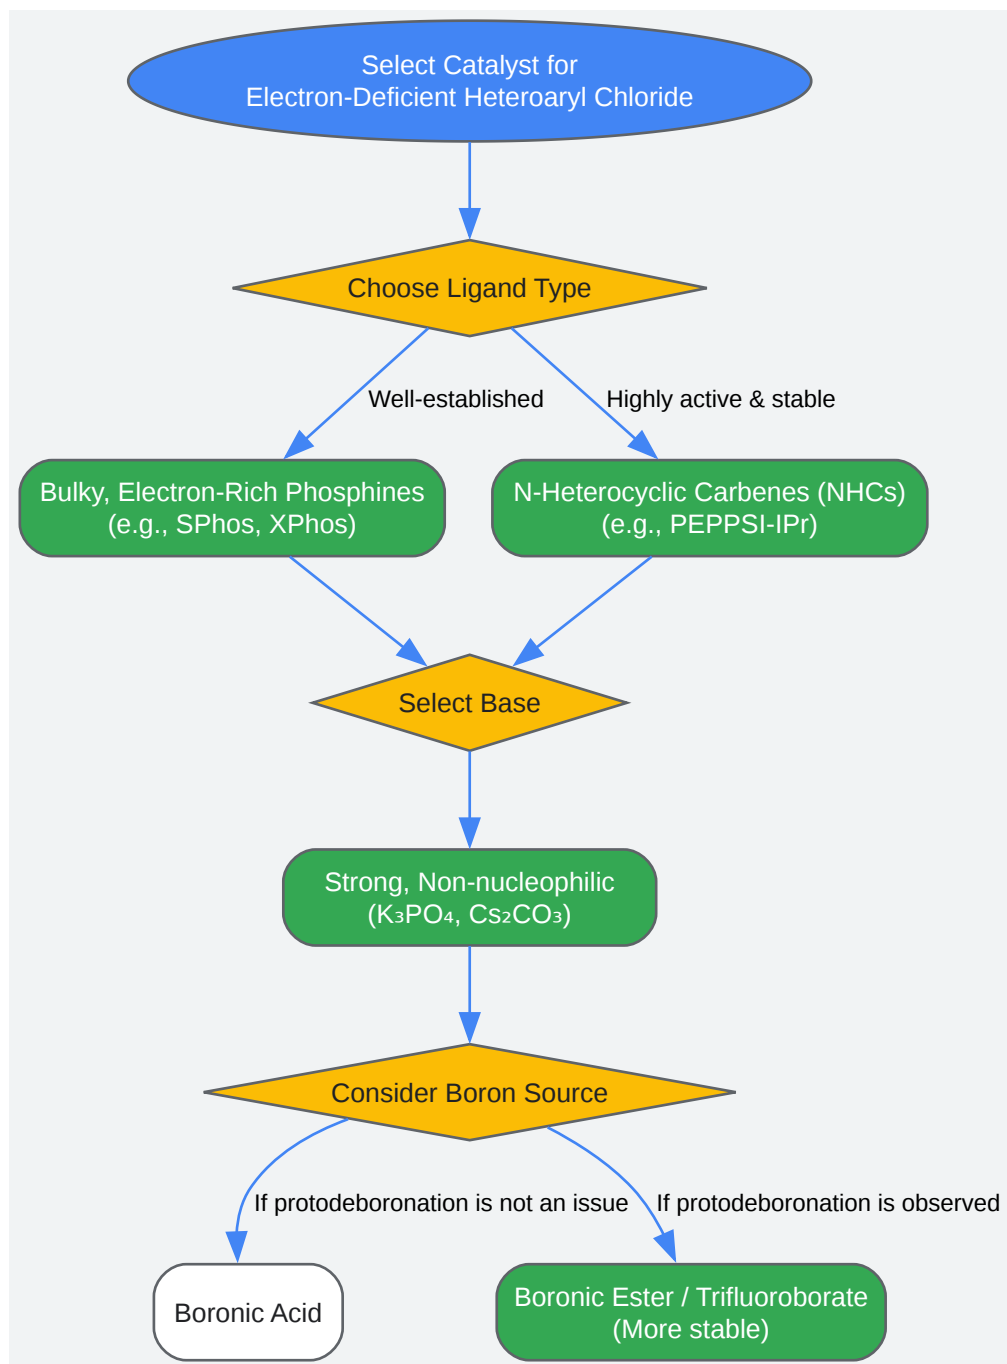 Select Catalyst for
Electron-Deficient Heteroaryl Chloride
Choose Ligand Type
Well-established
Highly active & stable
Bulky, Electron-Rich Phosphines
(e.g., SPhos, XPhos)
N-Heterocyclic Carbenes (NHCs)
(e.g., PEPPSI-IPr)
Select Base
Strong, Non-nucleophilic
(K₃PO₄, Cs₂CO₃)
Consider Boron Source
If protodeboronation is not an issue
If protodeboronation is observed
Boronic Acid
Boronic Ester / Trifluoroborate
(More stable)